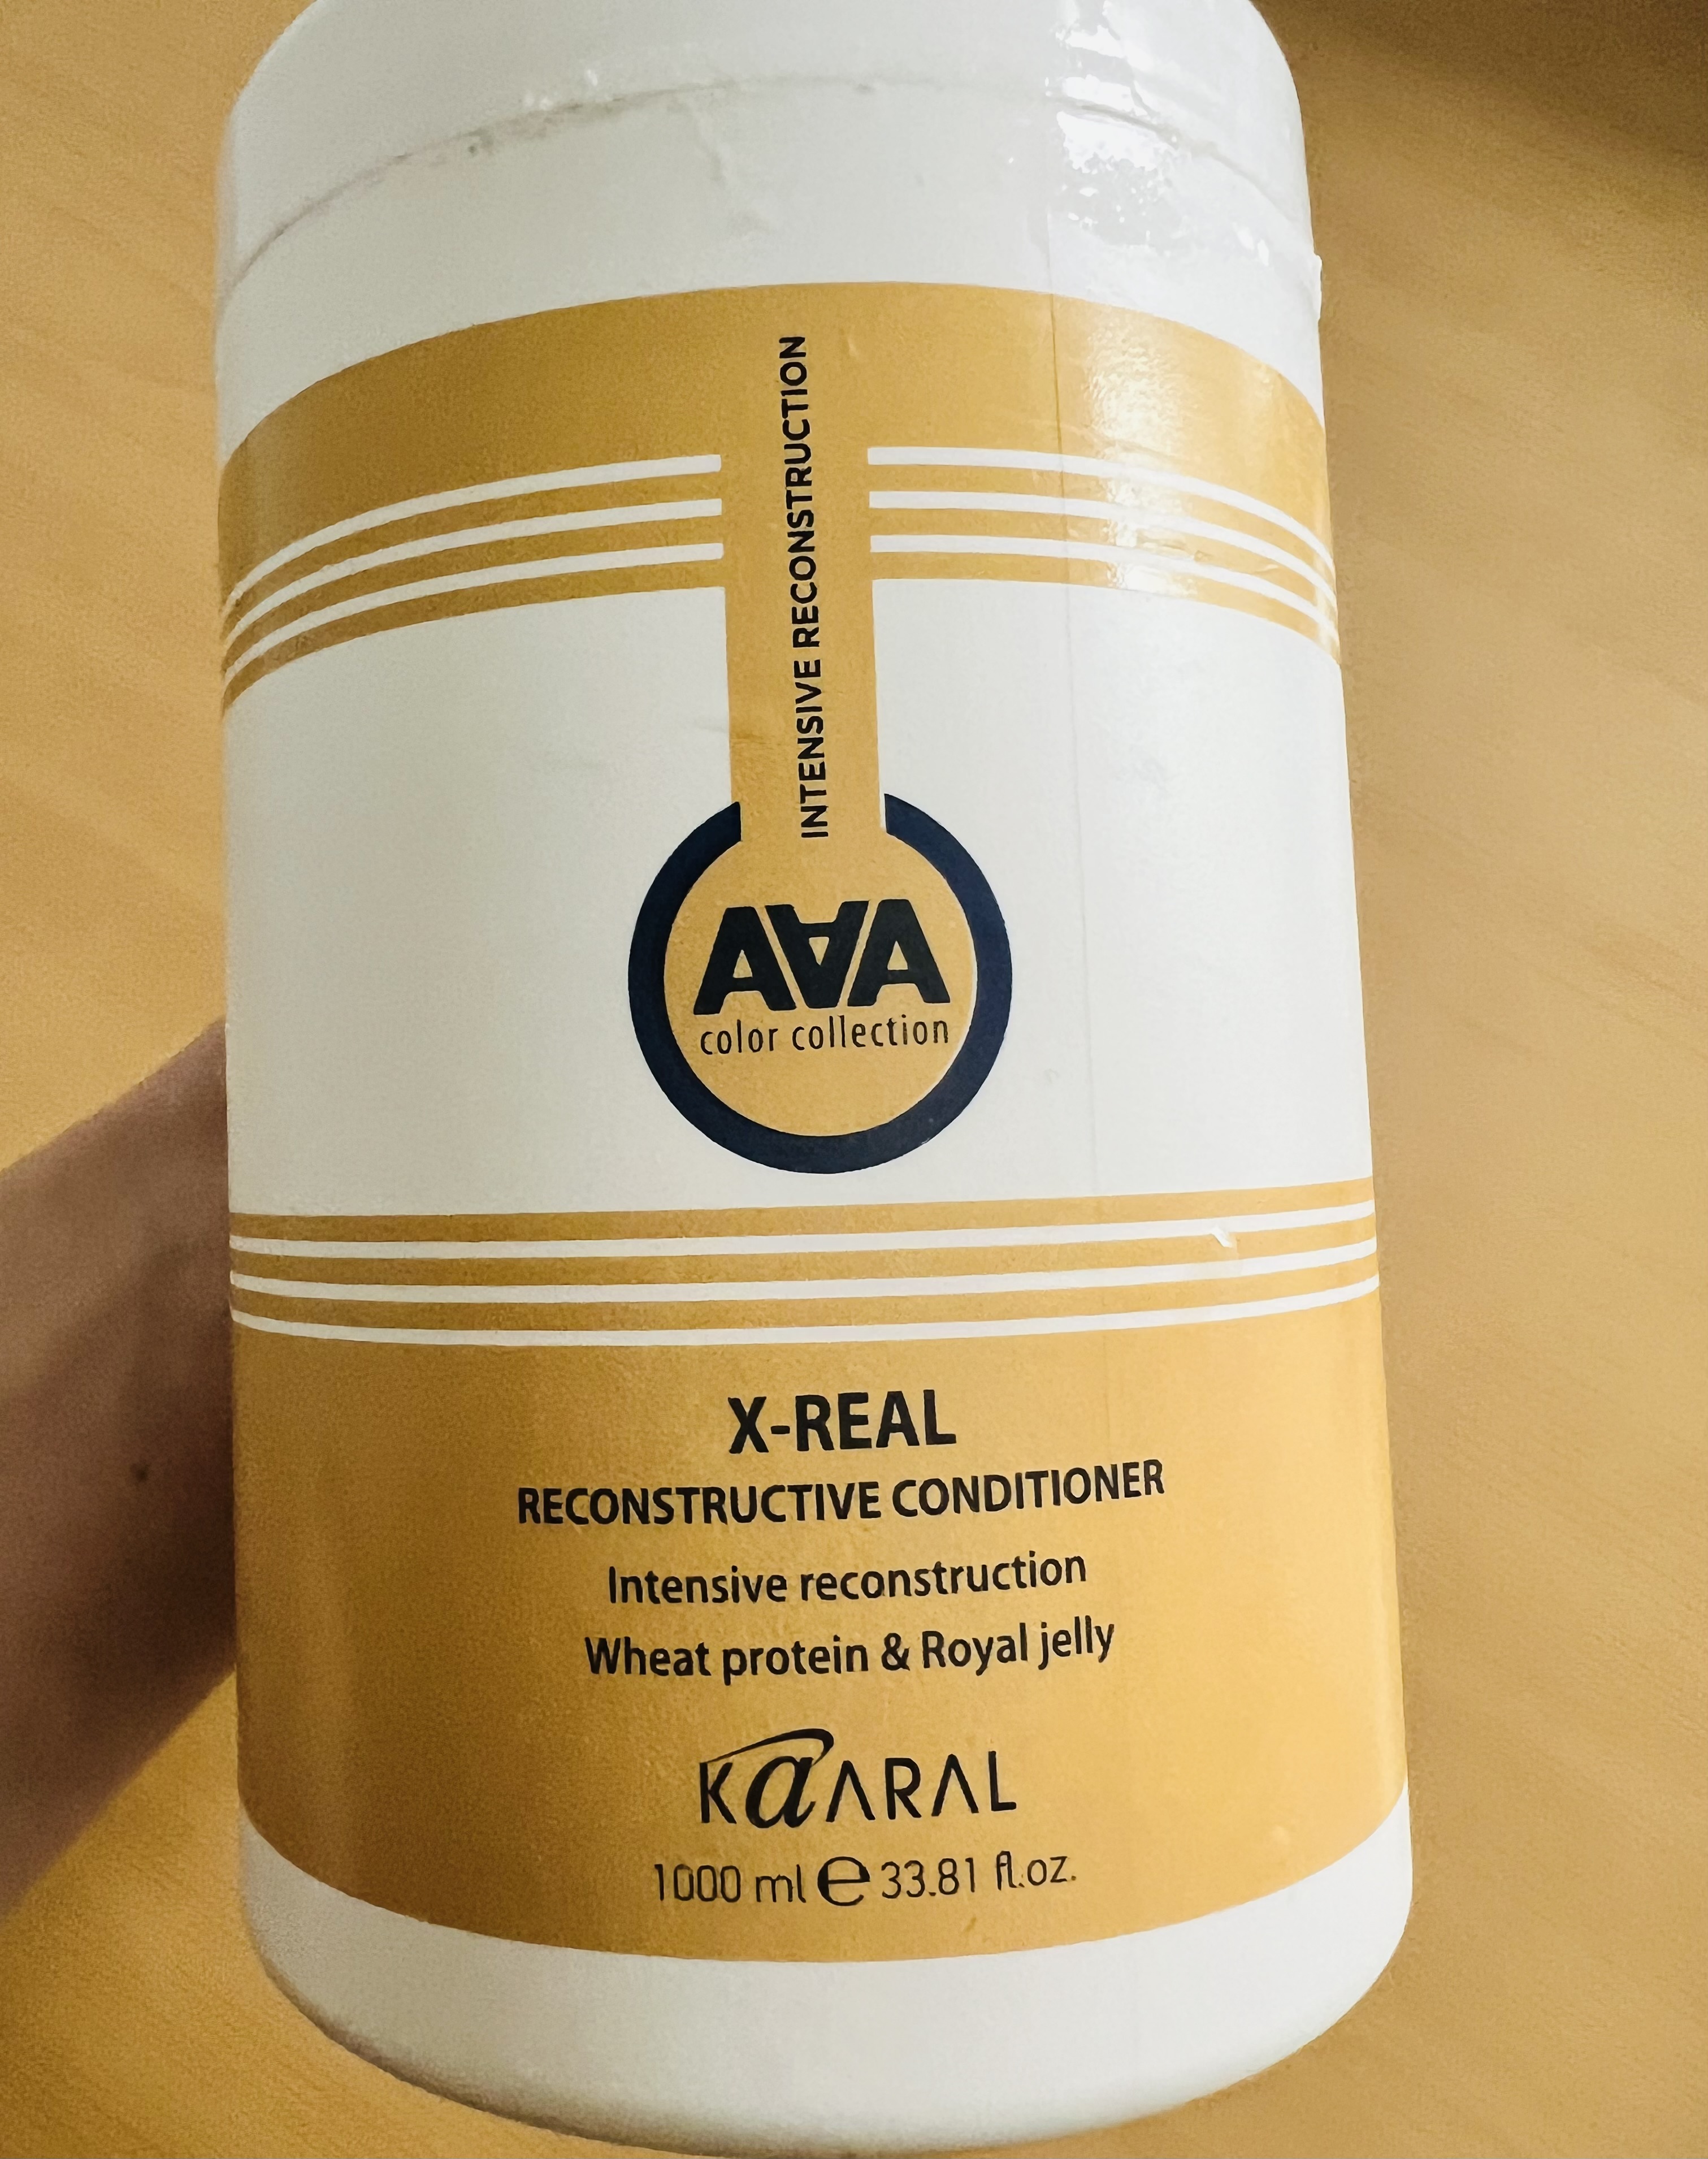 INTENSIVE RECONSTRUCTION
AAA
color collection
X-REAL
RECONSTRUCTIVE CONDITIONER
Intensive reconstruction
Wheat protein & Royal jelly
KaARAL
1000 ml e 33.81 fl.oz.